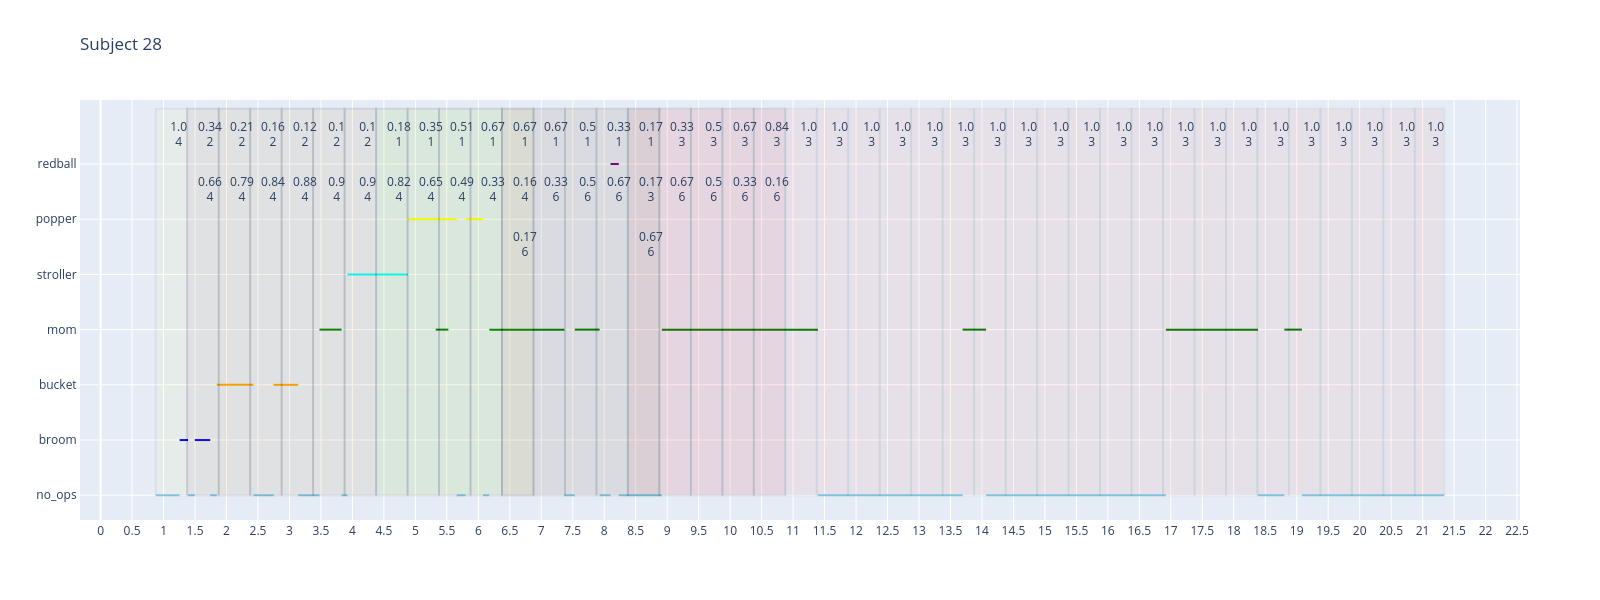 Subject 28
1.0 0.34 0.21 0.16 0.12 0.1 0.1 0.18 0.35 0.51 0.67 0.67 0.67 0.5 0.33 0.17 0.33 0.5 0.67 0.84 1.0 1.0 1.0 1.0 1.0 1.0 1.0 1.0 1.0 1.0 1.0 1.0 1.0 1.0 1.0 1.0 1.0 1.0 1.0 1.0 1.0
4 2 2 2 2 2 2 1 1 1 1 1 1 1 1 1 3 3 3 3 3 3 3 3 3 3 3 3 3 3 3 3 3 3 3 3 3 3 3 3 3
redball
0.66 0.79 0.84 0.88 0.9 0.9 0.82 0.65 0.49 0.33 0.16 0.33 0.5 0.67 0.17 0.67 0.5 0.33 0.16
4 4 4 4 4 4 4 4 4 4 4 6 6 6 3 6 6 6 6
popper
0.17 0.67
6 6
stroller
mom
bucket
broom
no_ops
0 0.5 1 1.5 2 2.5 3 3.5 4 4.5 5 5.5 6 6.5 7 7.5 8 8.5 9 9.5 10 10.5 11 11.5 12 12.5 13 13.5 14 14.5 15 15.5 16 16.5 17 17.5 18 18.5 19 19.5 20 20.5 21 21.5 22 22.5